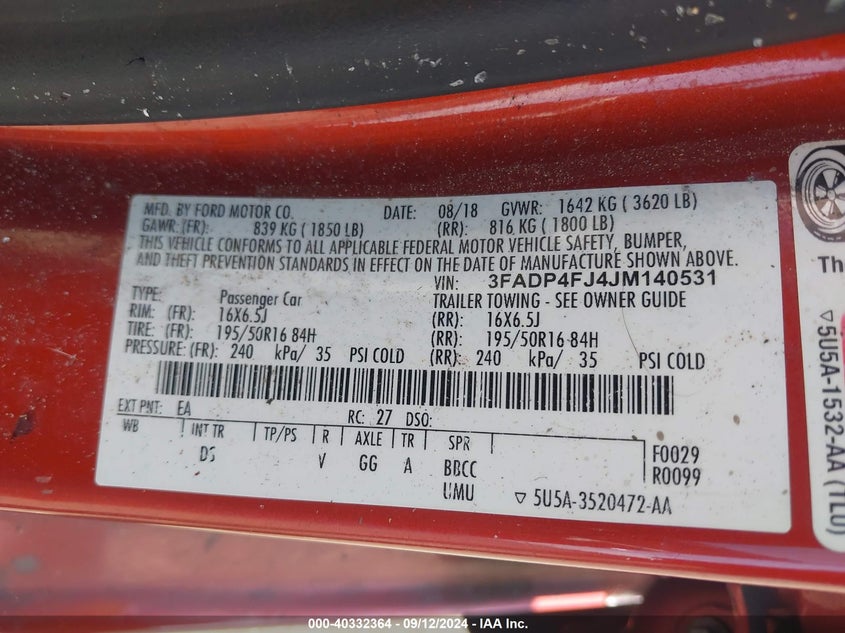 MFD. BY FORD MOTOR CO. DATE: 08/18 GVWR: 1642 KG ( 3620 LB)
GAWR: (FR): 839 KG ( 1850 LB) (RR): 816 KG ( 1800 LB)
THIS VEHICLE CONFORMS TO ALL APPLICABLE FEDERAL MOTOR VEHICLE SAFETY, BUMPER,
AND THEFT PREVENTION STANDARDS IN EFFECT ON THE DATE OF MANUFACTURE SHOWN ABOVE.
VIN: 3FADP4FJ4JM140531
TYPE: Passenger Car TRAILER TOWING - SEE OWNER GUIDE
RIM: (FR): 16X6.5J (RR): 16X6.5J
TIRE: (FR): 195/50R16 84H (RR): 195/50R16 84H
PRESSURE: (FR): 240 kPa/ 35 PSI COLD (RR): 240 kPa/ 35 PSI COLD
EXT PNT: EA RC: 27 DSO:
WB INT TR TP/PS R AXLE TR SPR F0029
DS V GG A BBCC R0099
UMU ▽ 5U5A-3520472-AA
Th
▽5U5A-1532-AA (TLU)
000-40332364 - 09/12/2024 - IAA Inc.